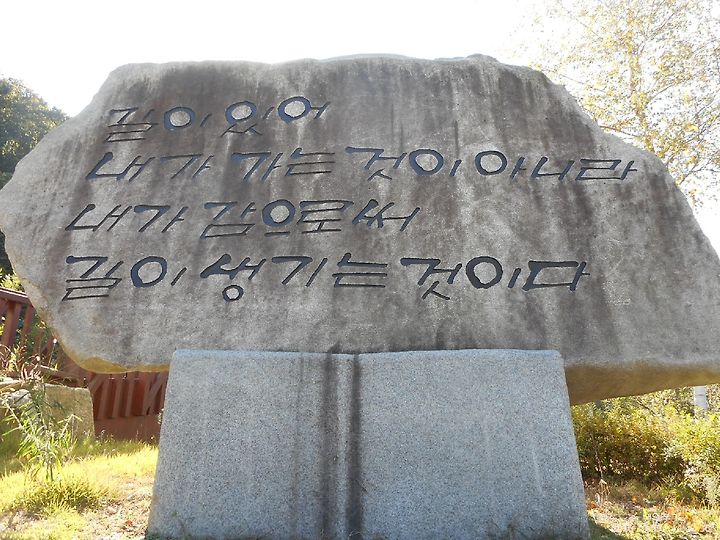 길이 있어
내가 가는 것이 아니라
내가 감으로써
길이 생기는 것이다